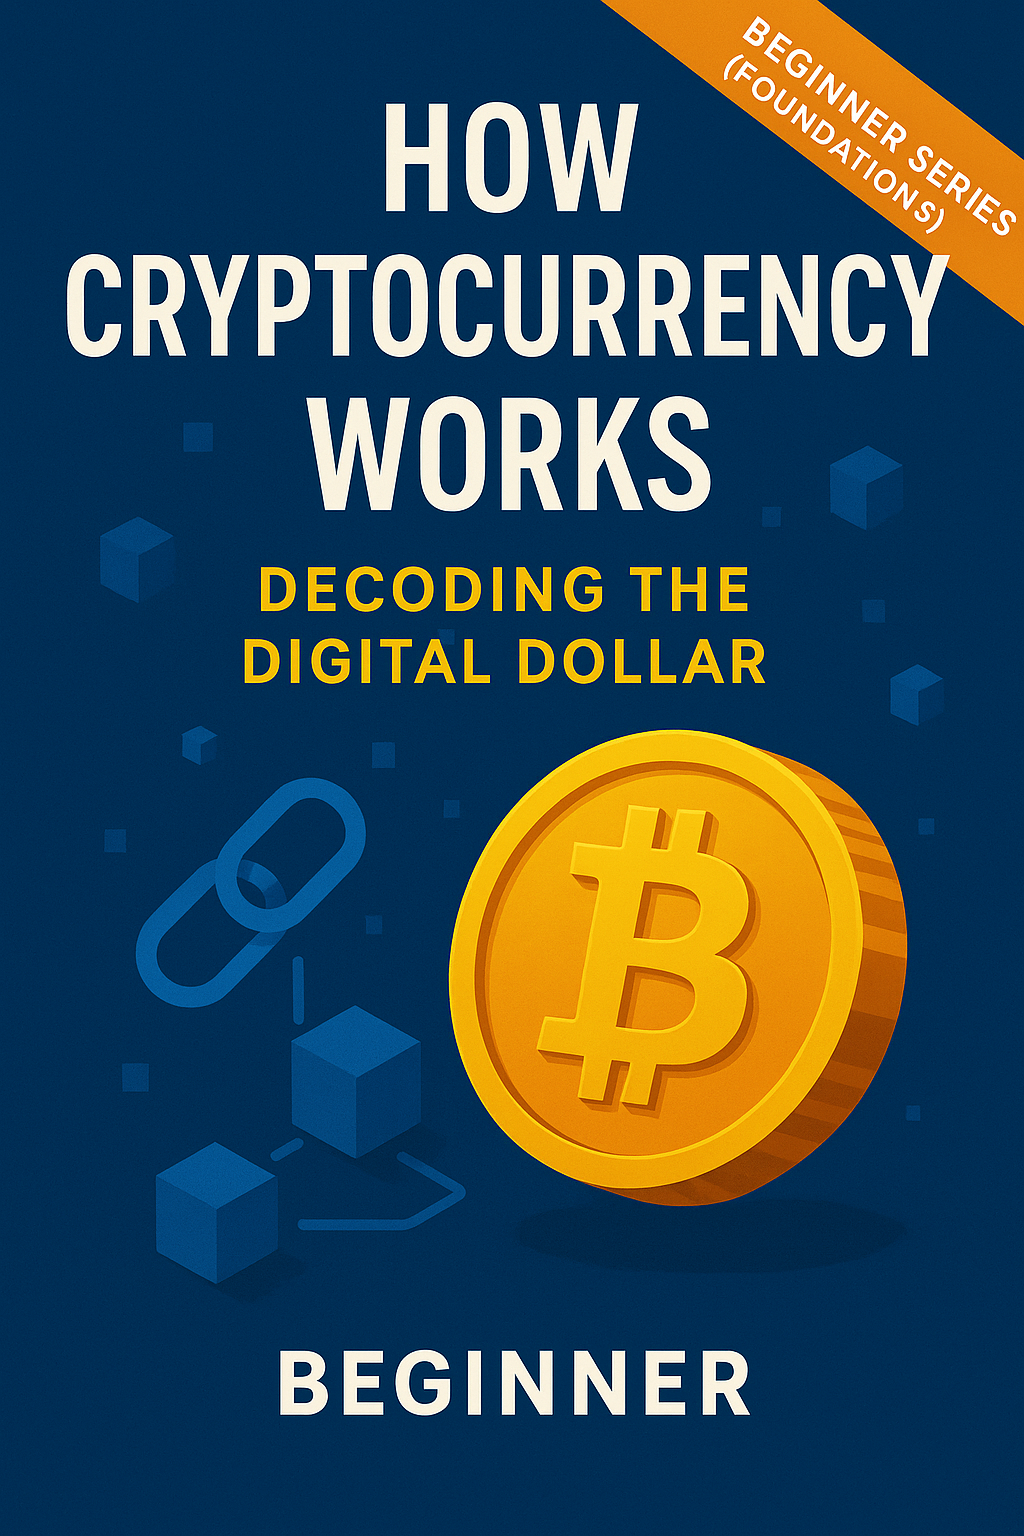 BEGINNER SERIES
(FOUNDATIONS)
HOW
CRYPTOCURRENCY
WORKS
DECODING THE
DIGITAL DOLLAR
BEGINNER